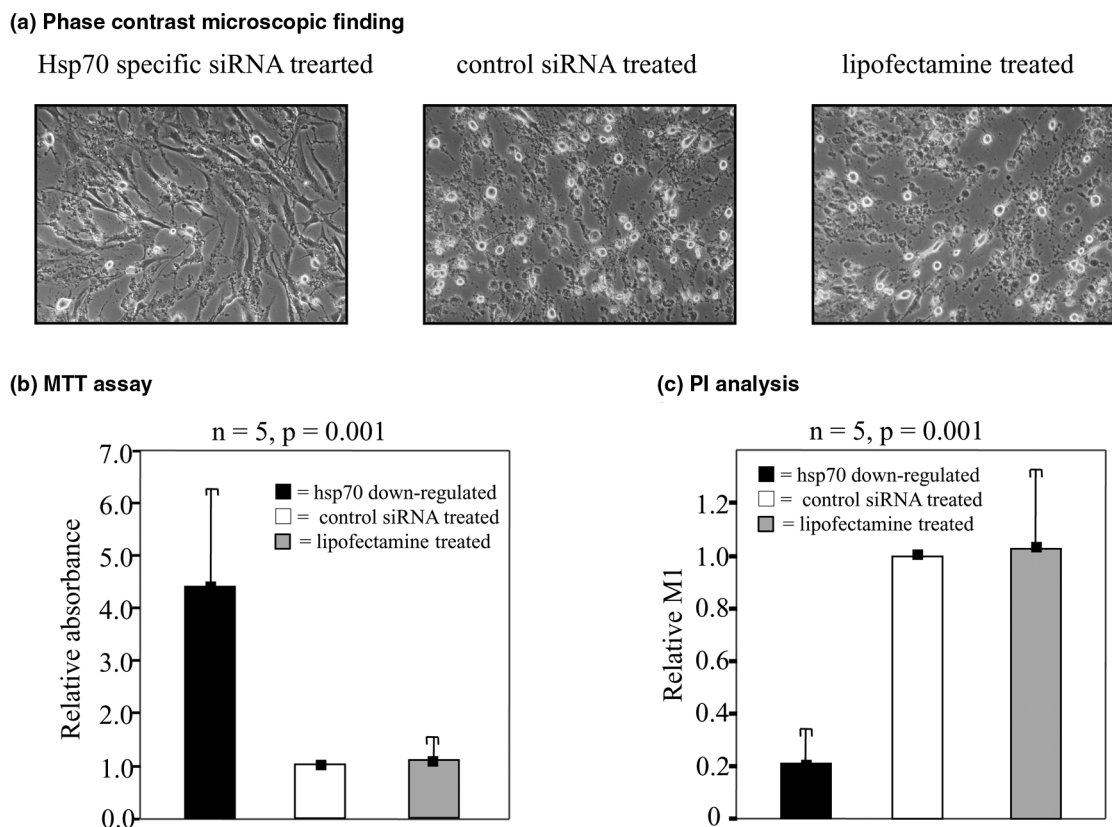 (a) Phase contrast microscopic finding
Hsp70 specific siRNA trearted
control siRNA treated
lipofectamine treated
(b) MTT assay
n = 5, p = 0.001
7.0
6.0
5.0
4.0
3.0
2.0
1.0
0.0
Relative absorbance
= hsp70 down-regulated
= control siRNA treated
= lipofectamine treated
(c) PI analysis
n = 5, p = 0.001
1.2
1.0
0.8
0.6
0.4
0.2
0
Relative M1
= hsp70 down-regulated
= control siRNA treated
= lipofectamine treated